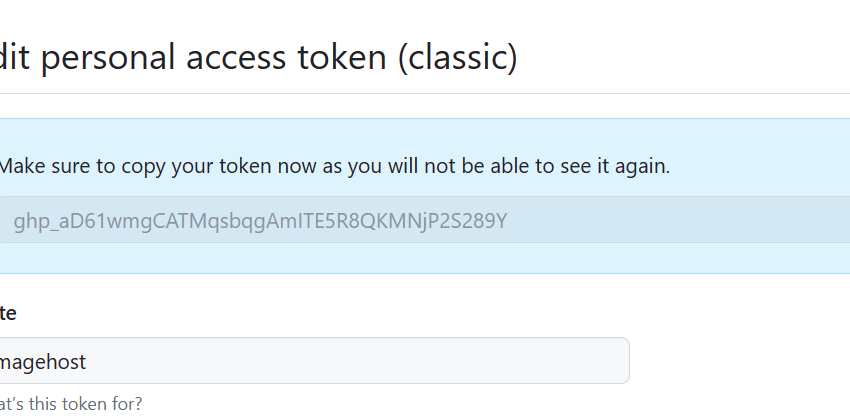 dit personal access token (classic)
Make sure to copy your token now as you will not be able to see it again.
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
te
magehost
at's this token for?